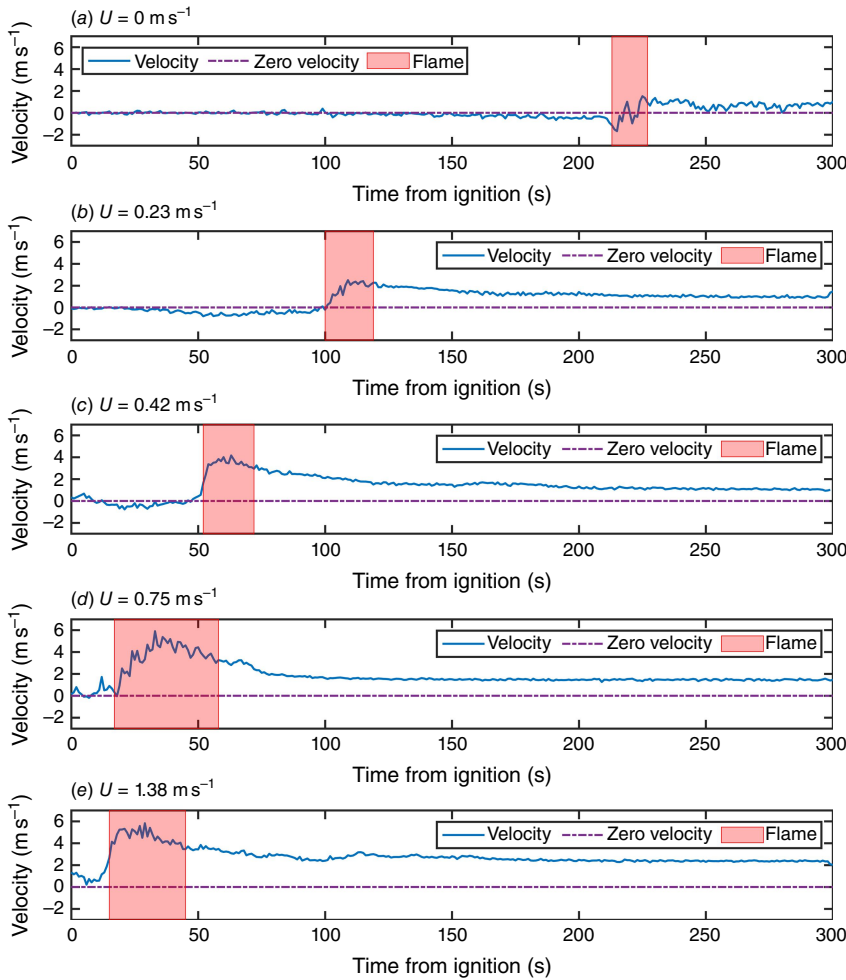 (a) U = 0 m s⁻¹
Velocity (m s⁻¹)
6
4
2
0
−2
Velocity Zero velocity Flame
0 50 100 150 200 250 300
Time from ignition (s)
(b) U = 0.23 m s⁻¹
Velocity (m s⁻¹)
6
4
2
0
−2
Velocity Zero velocity Flame
0 50 100 150 200 250 300
Time from ignition (s)
(c) U = 0.42 m s⁻¹
Velocity (m s⁻¹)
6
4
2
0
−2
Velocity Zero velocity Flame
0 50 100 150 200 250 300
Time from ignition (s)
(d) U = 0.75 m s⁻¹
Velocity (m s⁻¹)
6
4
2
0
−2
Velocity Zero velocity Flame
0 50 100 150 200 250 300
Time from ignition (s)
(e) U = 1.38 m s⁻¹
Velocity (m s⁻¹)
6
4
2
0
−2
Velocity Zero velocity Flame
0 50 100 150 200 250 300
Time from ignition (s)